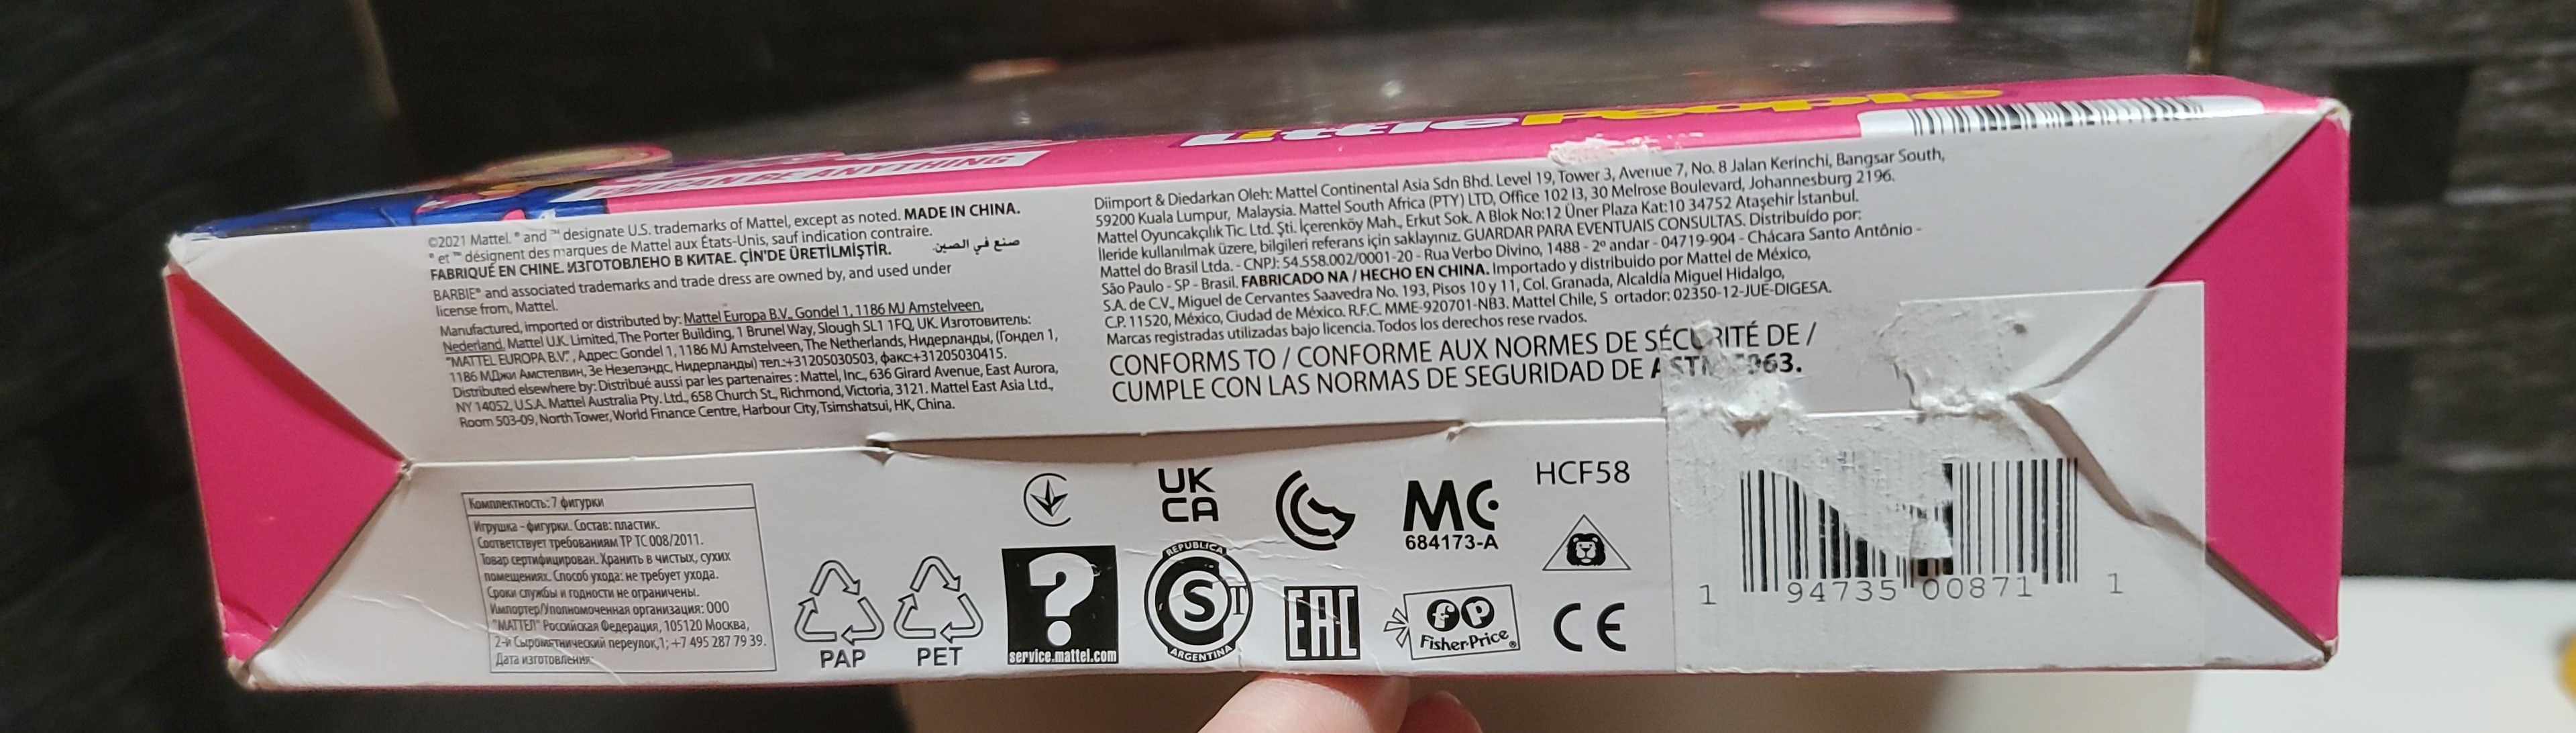 YOU CAN BE ANYTHING
Little People
©2021 Mattel. ® and ™ designate U.S. trademarks of Mattel, except as noted. MADE IN CHINA.
® et ™ désignent des marques de Mattel aux États-Unis, sauf indication contraire.
صنع في الصين
FABRIQUÉ EN CHINE. ИЗГОТОВЛЕНО В КИТАЕ. ÇİN'DE ÜRETİLMİŞTİR.
BARBIE® and associated trademarks and trade dress are owned by, and used under
license from, Mattel.
Manufactured, imported or distributed by: Mattel Europa B.V., Gondel 1, 1186 MJ Amstelveen,
Nederland. Mattel U.K. Limited, The Porter Building, 1 Brunel Way, Slough SL1 1FQ, UK. Изготовитель:
"MATTEL EUROPA B.V." , Адрес: Gondel 1, 1186 MJ Amstelveen, The Netherlands, Нидерланды, (Гондел 1,
1186 МДжи Амстелвин, Зе Незелэндс, Нидерланды) тел.:+31205030503, факс:+31205030415.
Distributed elsewhere by: Distribué aussi par les partenaires : Mattel, Inc., 636 Girard Avenue, East Aurora,
NY 14052, U.S.A. Mattel Australia Pty. Ltd., 658 Church St., Richmond, Victoria, 3121. Mattel East Asia Ltd.,
Room 503-09, North Tower, World Finance Centre, Harbour City, Tsimshatsui, HK, China.
Diimport & Diedarkan Oleh: Mattel Continental Asia Sdn Bhd. Level 19, Tower 3, Avenue 7, No. 8 Jalan Kerinchi, Bangsar South,
59200 Kuala Lumpur, Malaysia. Mattel South Africa (PTY) LTD, Office 102 I3, 30 Melrose Boulevard, Johannesburg 2196.
Mattel Oyuncakçılık Tic. Ltd. Şti. İçerenköy Mah., Erkut Sok. A Blok No:12 Üner Plaza Kat:10 34752 Ataşehir İstanbul.
İleride kullanılmak üzere, bilgileri referans için saklayınız. GUARDAR PARA EVENTUAIS CONSULTAS. Distribuído por:
Mattel do Brasil Ltda. - CNPJ: 54.558.002/0001-20 - Rua Verbo Divino, 1488 - 2º andar - 04719-904 - Chácara Santo Antônio -
São Paulo - SP - Brasil. FABRICADO NA / HECHO EN CHINA. Importado y distribuido por Mattel de México,
S.A. de C.V., Miguel de Cervantes Saavedra No. 193, Pisos 10 y 11, Col. Granada, Alcaldía Miguel Hidalgo,
C.P. 11520, México, Ciudad de México. R.F.C. MME-920701-NB3. Mattel Chile, S ortador: 02350-12-JUE-DIGESA.
Marcas registradas utilizadas bajo licencia. Todos los derechos rese rvados.
CONFORMS TO / CONFORME AUX NORMES DE SÉCURITÉ DE /
CUMPLE CON LAS NORMAS DE SEGURIDAD DE ASTM 963.
Комплектность: 7 фигурки
Игрушка - фигурки. Состав: пластик.
Соответствует требованиям ТР ТС 008/2011.
Товар сертифицирован. Хранить в чистых, сухих
помещениях. Способ ухода: не требует ухода.
Сроки службы и годности не ограничены.
Импортер/Уполномоченная организация: ООО
"МАТТЕЛ" Российская Федерация, 105120 Москва,
2-й Сыромятнический переулок,1; +7 495 287 79 39.
Дата изготовления:
PAP
PET
?
service.mattel.com
UK
CA
REPUBLICA
S
ARGENTINA
EAC
MC
684173-A
fp
Fisher-Price®
HCF58
CE
1 94735 00871 1